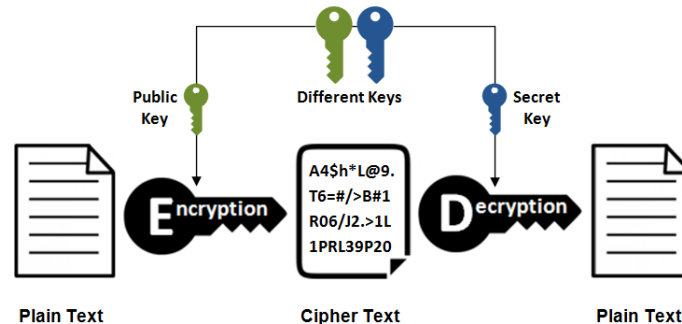 Public
Key
Different Keys
Secret
Key
Encryption
A4$h*L@9.
T6=#/>B#1
R06/J2.>1L
1PRL39P20
Decryption
Plain Text
Cipher Text
Plain Text